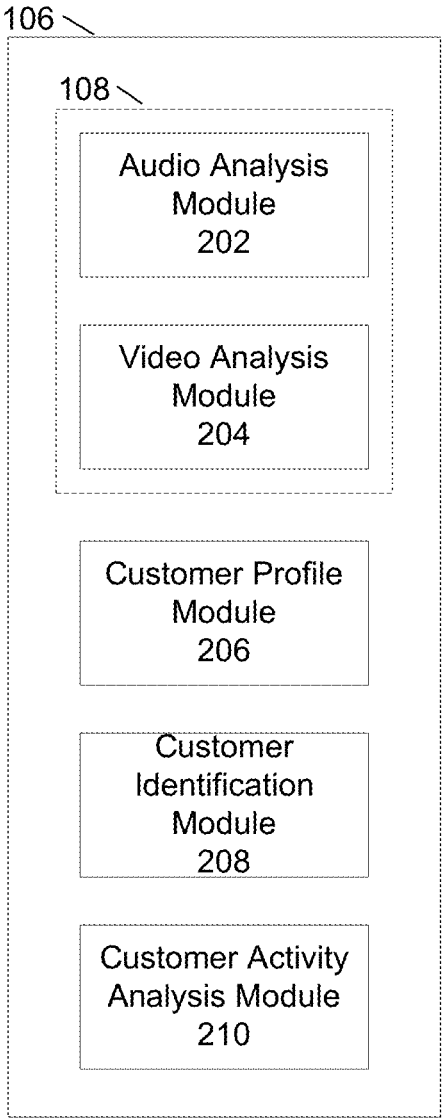 106
108
Audio Analysis
Module
202
Video Analysis
Module
204
Customer Profile
Module
206
Customer
Identification
Module
208
Customer Activity
Analysis Module
210